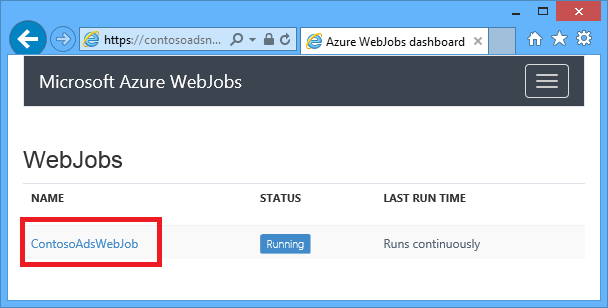 https://contosoadsn...
Azure WebJobs dashboard
Microsoft Azure WebJobs
WebJobs
NAME STATUS LAST RUN TIME
ContosoAdsWebJob Running Runs continuously